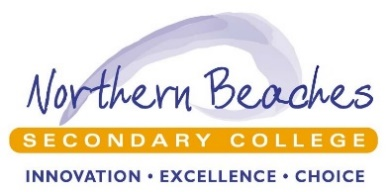 Northern Beaches
SECONDARY COLLEGE
INNOVATION • EXCELLENCE • CHOICE